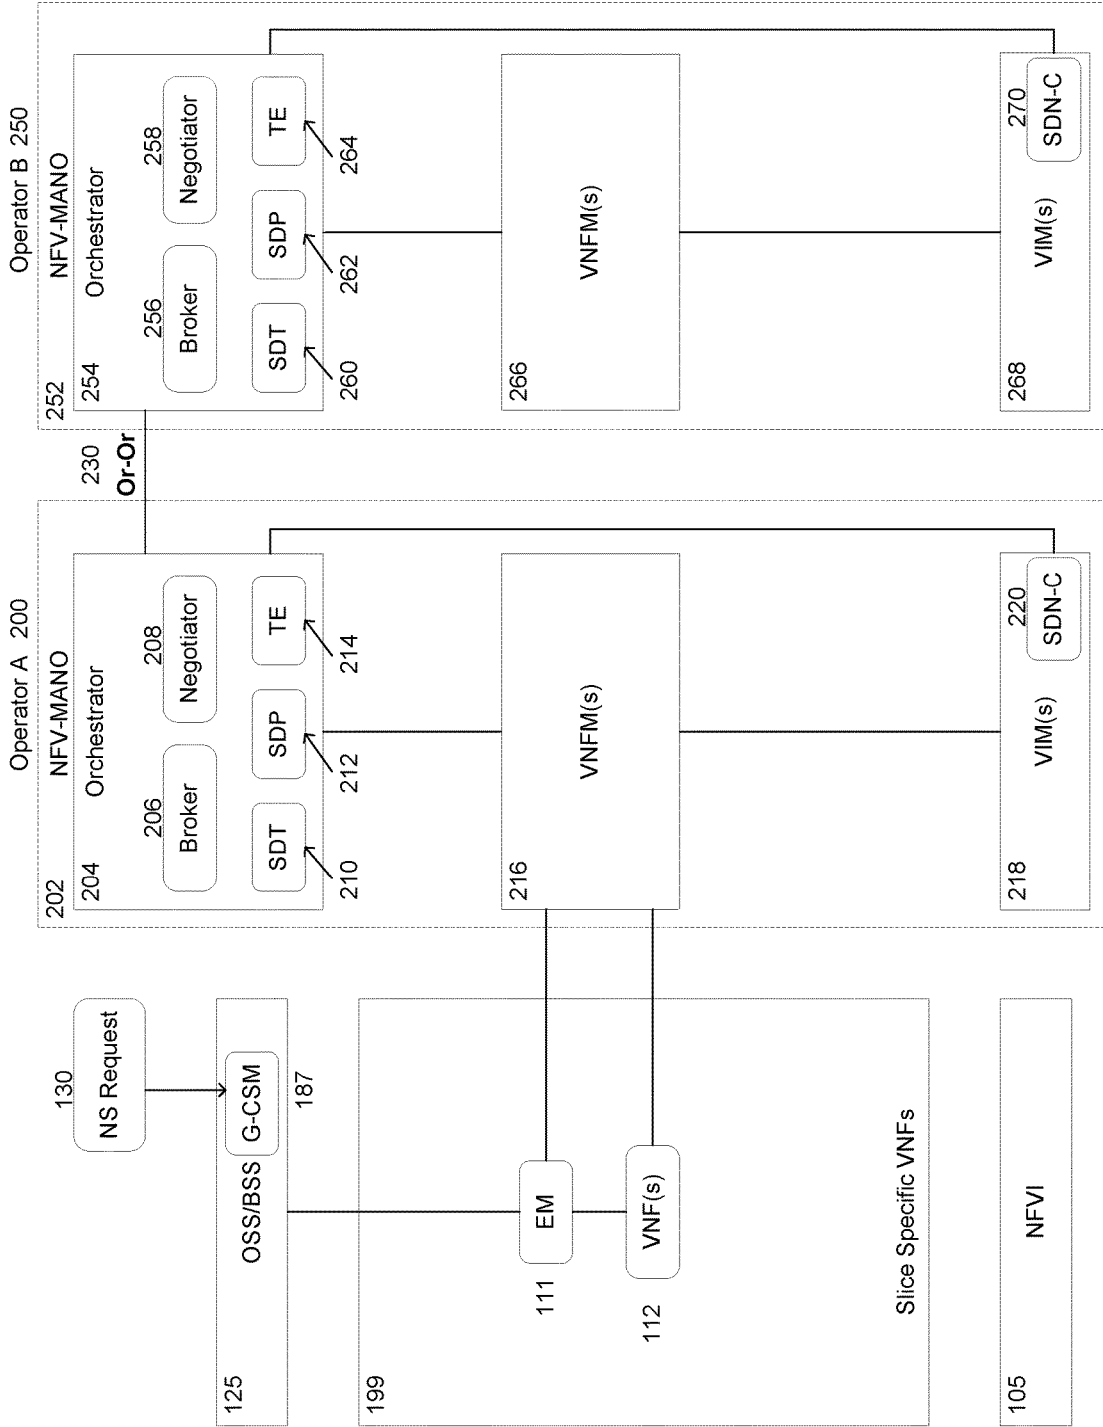 130
NS Request
OSS/BSS
G-CSM
125
187
199
EM
111
VNF(s)
112
Slice Specific VNFs
NFVI
105
Operator A 200
NFV-MANO
202
Orchestrator
204
206
208
Broker
Negotiator
SDT
SDP
TE
210
212
214
VNFM(s)
216
220
SDN-C
VIM(s)
218
230
Or-Or
Operator B 250
NFV-MANO
252
Orchestrator
254
256
258
Broker
Negotiator
SDT
SDP
TE
260
262
264
VNFM(s)
266
270
SDN-C
VIM(s)
268